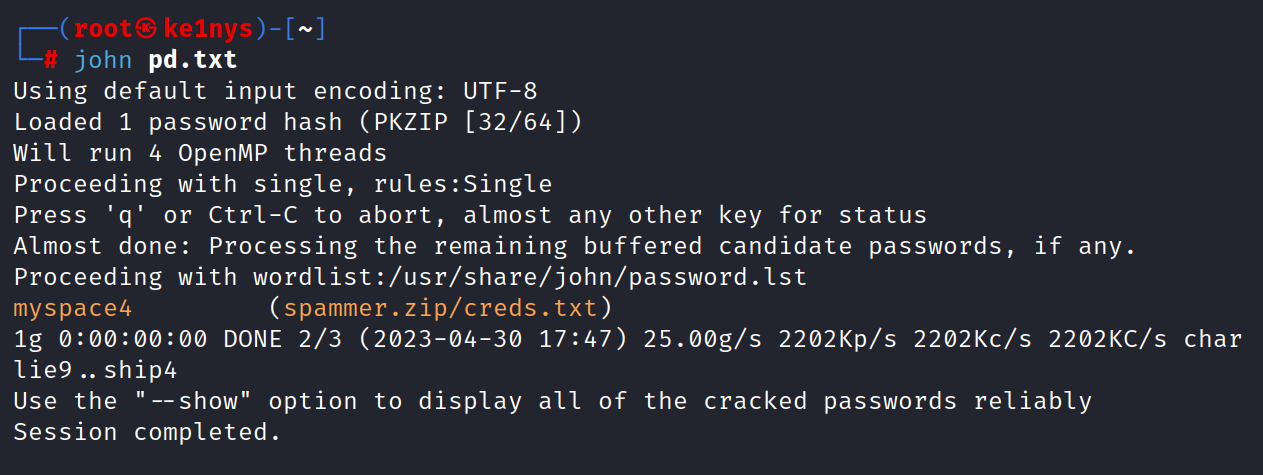 ┌──(root㉿ke1nys)-[~]
└─# john pd.txt
Using default input encoding: UTF-8
Loaded 1 password hash (PKZIP [32/64])
Will run 4 OpenMP threads
Proceeding with single, rules:Single
Press 'q' or Ctrl-C to abort, almost any other key for status
Almost done: Processing the remaining buffered candidate passwords, if any.
Proceeding with wordlist:/usr/share/john/password.lst
myspace4         (spammer.zip/creds.txt)
1g 0:00:00:00 DONE 2/3 (2023-04-30 17:47) 25.00g/s 2202Kp/s 2202Kc/s 2202KC/s char
lie9..ship4
Use the "--show" option to display all of the cracked passwords reliably
Session completed.